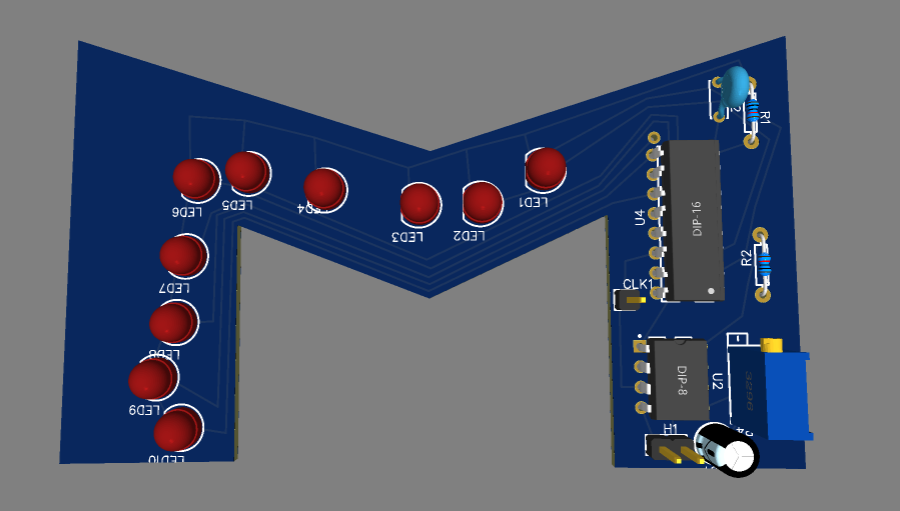 R1
LED1
LED5
LED6
LED4
LED2
LED3
U4
DIP-16
R2
LED7
CLK1
LED8
DIP-8
U2
3296
LED9
H1
LED10